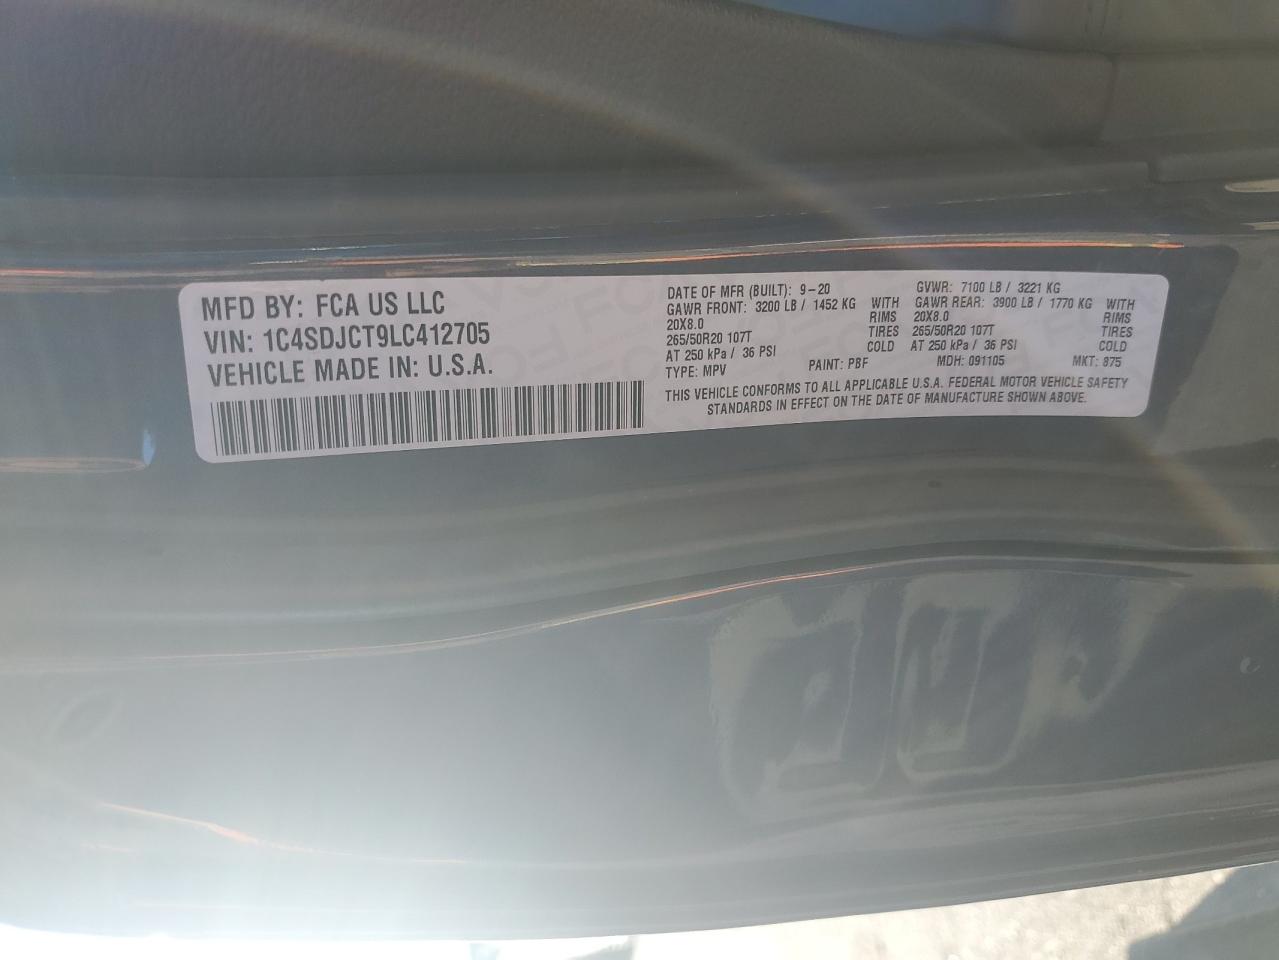 MFD BY: FCA US LLC
VIN: 1C4SDJCT9LC412705
VEHICLE MADE IN: U.S.A.
DATE OF MFR (BUILT): 9-20
GAWR FRONT: 3200 LB / 1452 KG WITH
20X8.0 RIMS
265/50R20 107T TIRES
AT 250 kPa / 36 PSI COLD
TYPE: MPV PAINT: PBF
GVWR: 7100 LB / 3221 KG
GAWR REAR: 3900 LB / 1770 KG WITH
20X8.0 RIMS
265/50R20 107T TIRES
AT 250 kPa / 36 PSI COLD
MDH: 091105 MKT: 875
THIS VEHICLE CONFORMS TO ALL APPLICABLE U.S.A. FEDERAL MOTOR VEHICLE SAFETY
STANDARDS IN EFFECT ON THE DATE OF MANUFACTURE SHOWN ABOVE.